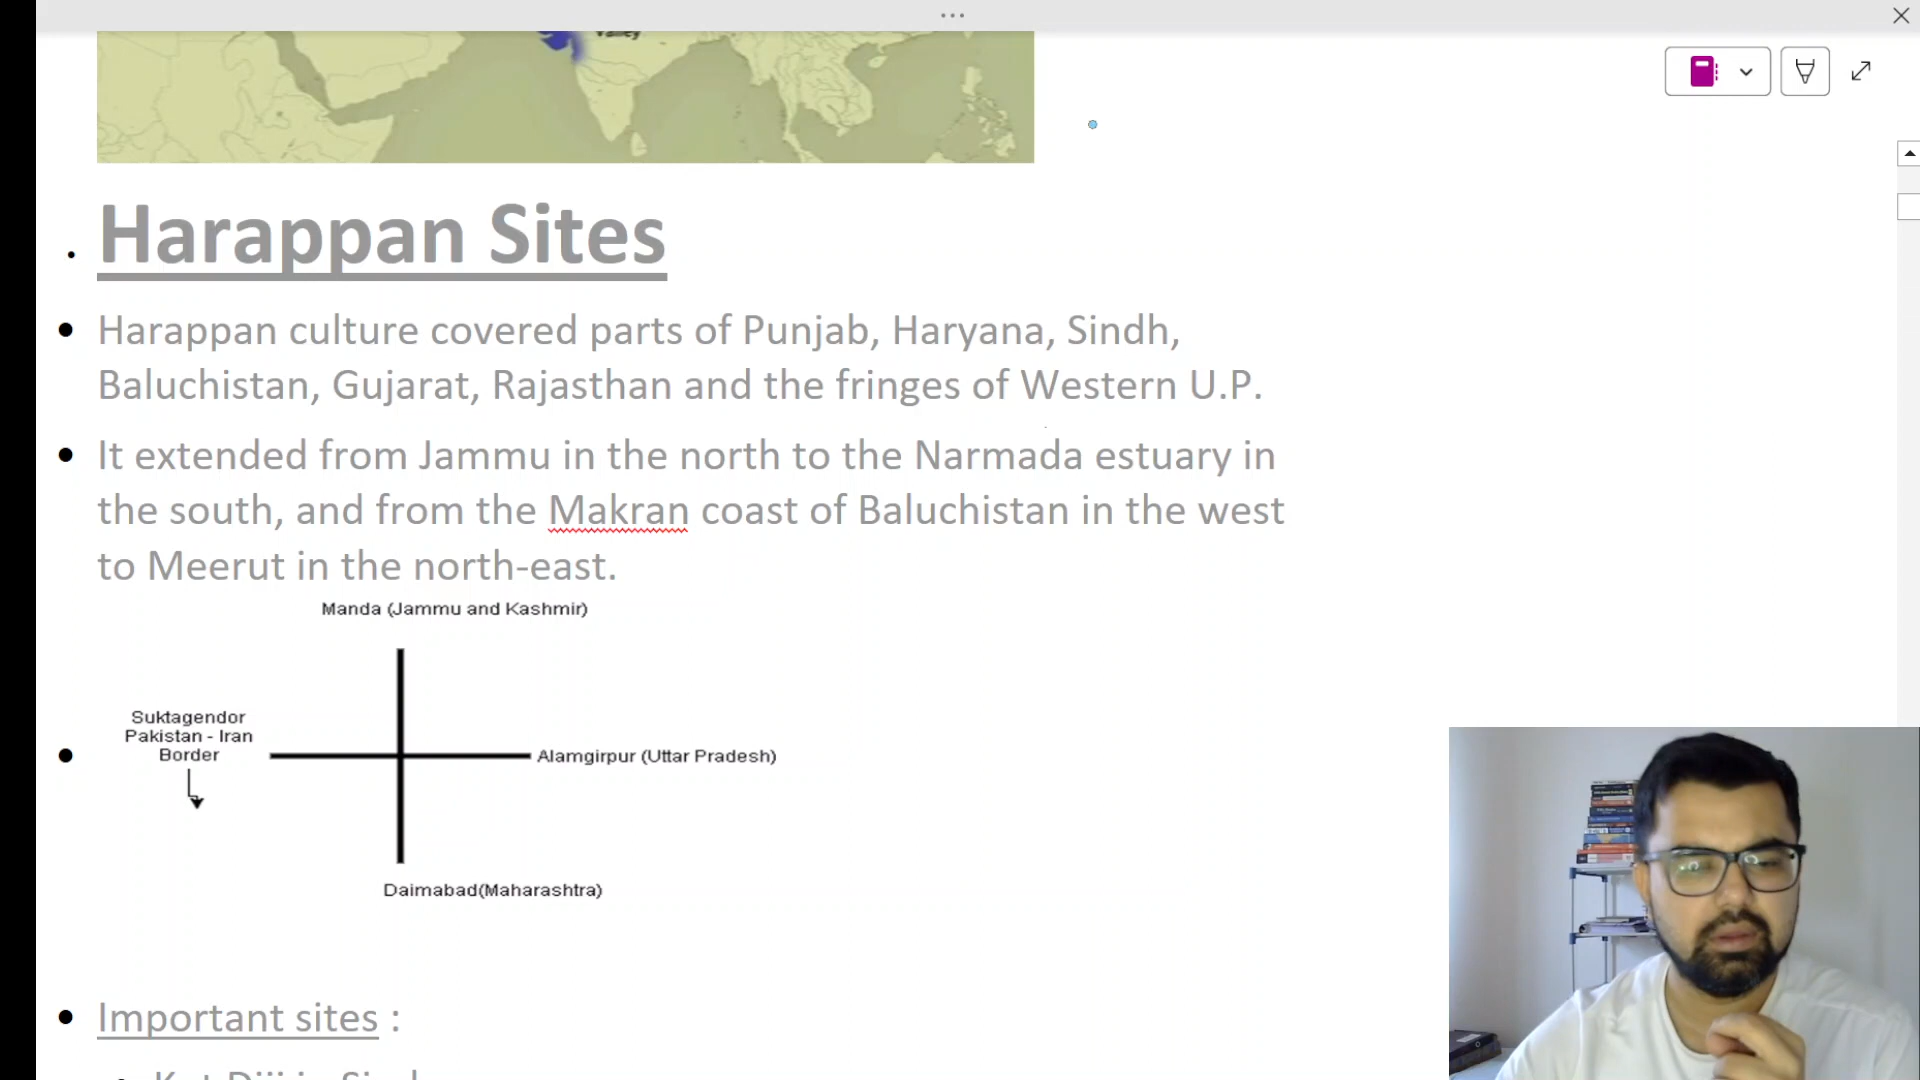 Valley
Harappan Sites
Harappan culture covered parts of Punjab, Haryana, Sindh,
Baluchistan, Gujarat, Rajasthan and the fringes of Western U.P.
It extended from Jammu in the north to the Narmada estuary in
the south, and from the Makran coast of Baluchistan in the west
to Meerut in the north-east.
Manda (Jammu and Kashmir)
Suktagendor
Pakistan - Iran
Border
Alamgirpur (Uttar Pradesh)
Daimabad(Maharashtra)
Important sites :